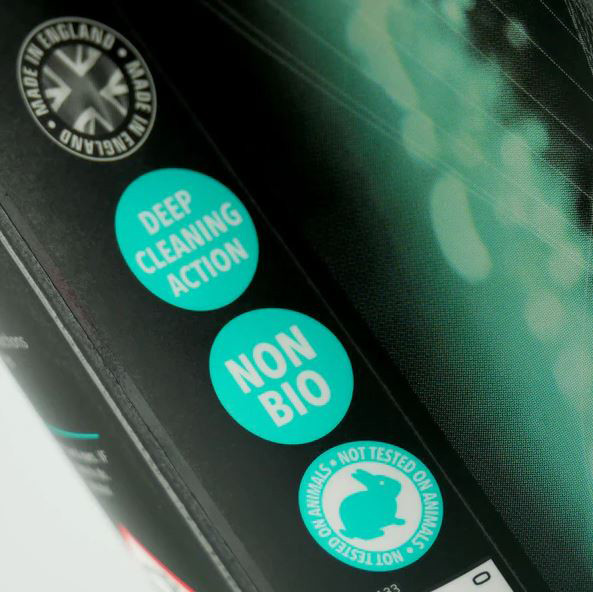 MADE IN ENGLAND • MADE IN ENGLAND •
DEEP
CLEANING
ACTION
NON
BIO
NOT TESTED ON ANIMALS • NOT TESTED ON ANIMALS •